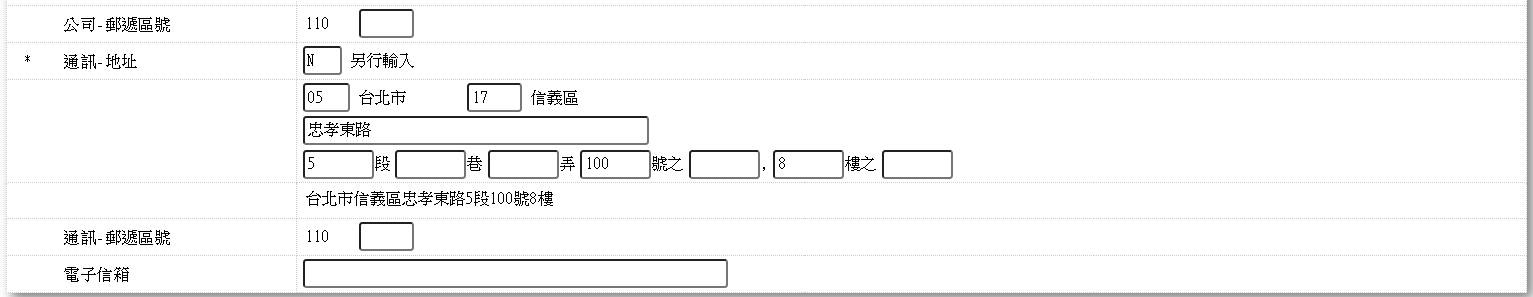 公司-郵遞區號 110
* 通訊-地址 N 另行輸入
05 台北市 17 信義區
忠孝東路
5 段 巷 弄 100 號之 , 8 樓之
台北市信義區忠孝東路5段100號8樓
通訊-郵遞區號 110
電子信箱